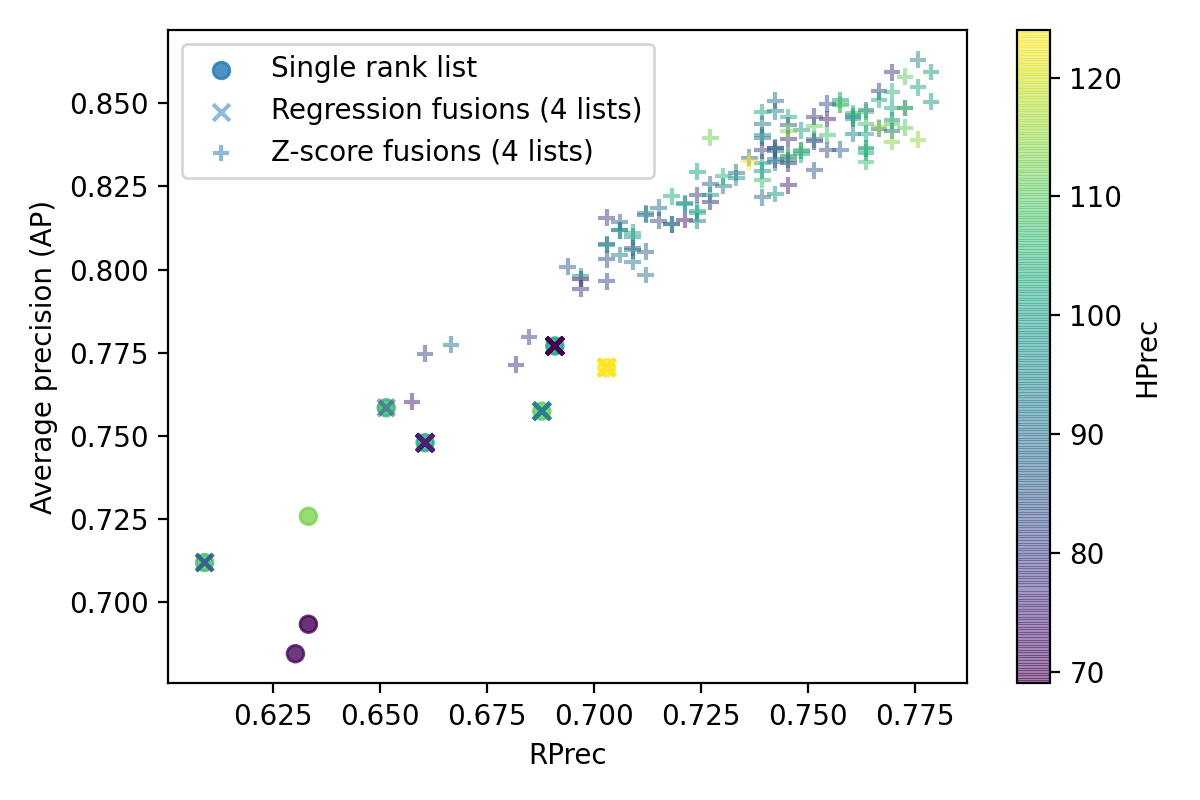 Single rank list
Regression fusions (4 lists)
Z-score fusions (4 lists)
0.850
0.825
0.800
0.775
0.750
0.725
0.700
Average precision (AP)
0.625 0.650 0.675 0.700 0.725 0.750 0.775
RPrec
120
110
100
90
80
70
HPrec